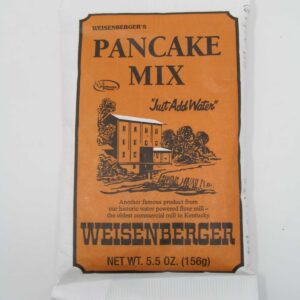 WEISENBERGER'S
PANCAKE
MIX
"Just Add Water"
Another famous product from
our historic water powered flour mill –
the oldest commercial mill in Kentucky.
WEISENBERGER
NET WT. 5.5 OZ. (156g)